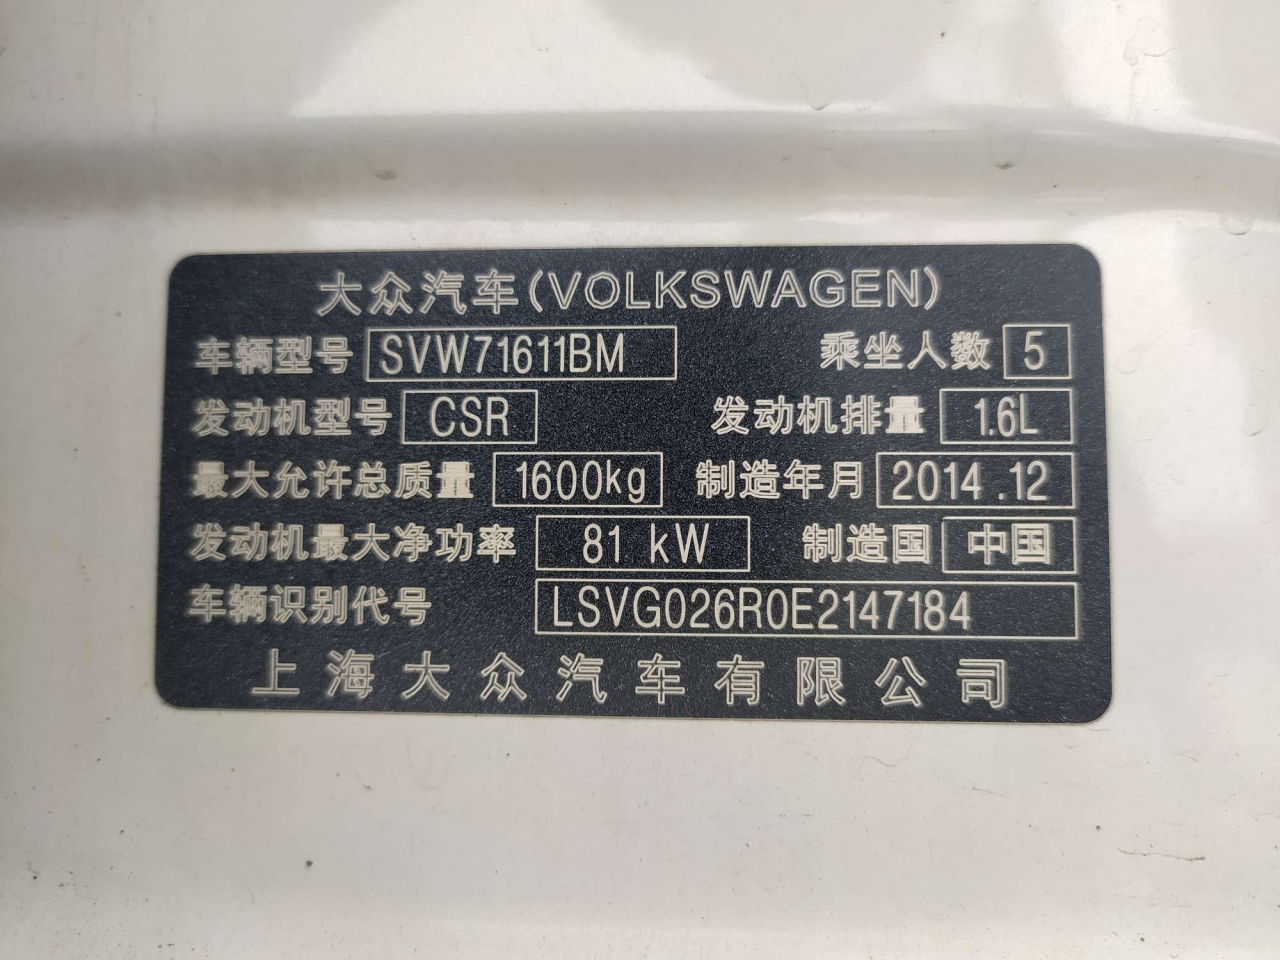 大众汽车(VOLKSWAGEN)
车辆型号 SVW71611BM 乘坐人数 5
发动机型号 CSR 发动机排量 1.6L
最大允许总质量 1600kg 制造年月 2014.12
发动机最大净功率 81 kW 制造国 中国
车辆识别代号 LSVG026R0E2147184
上海大众汽车有限公司